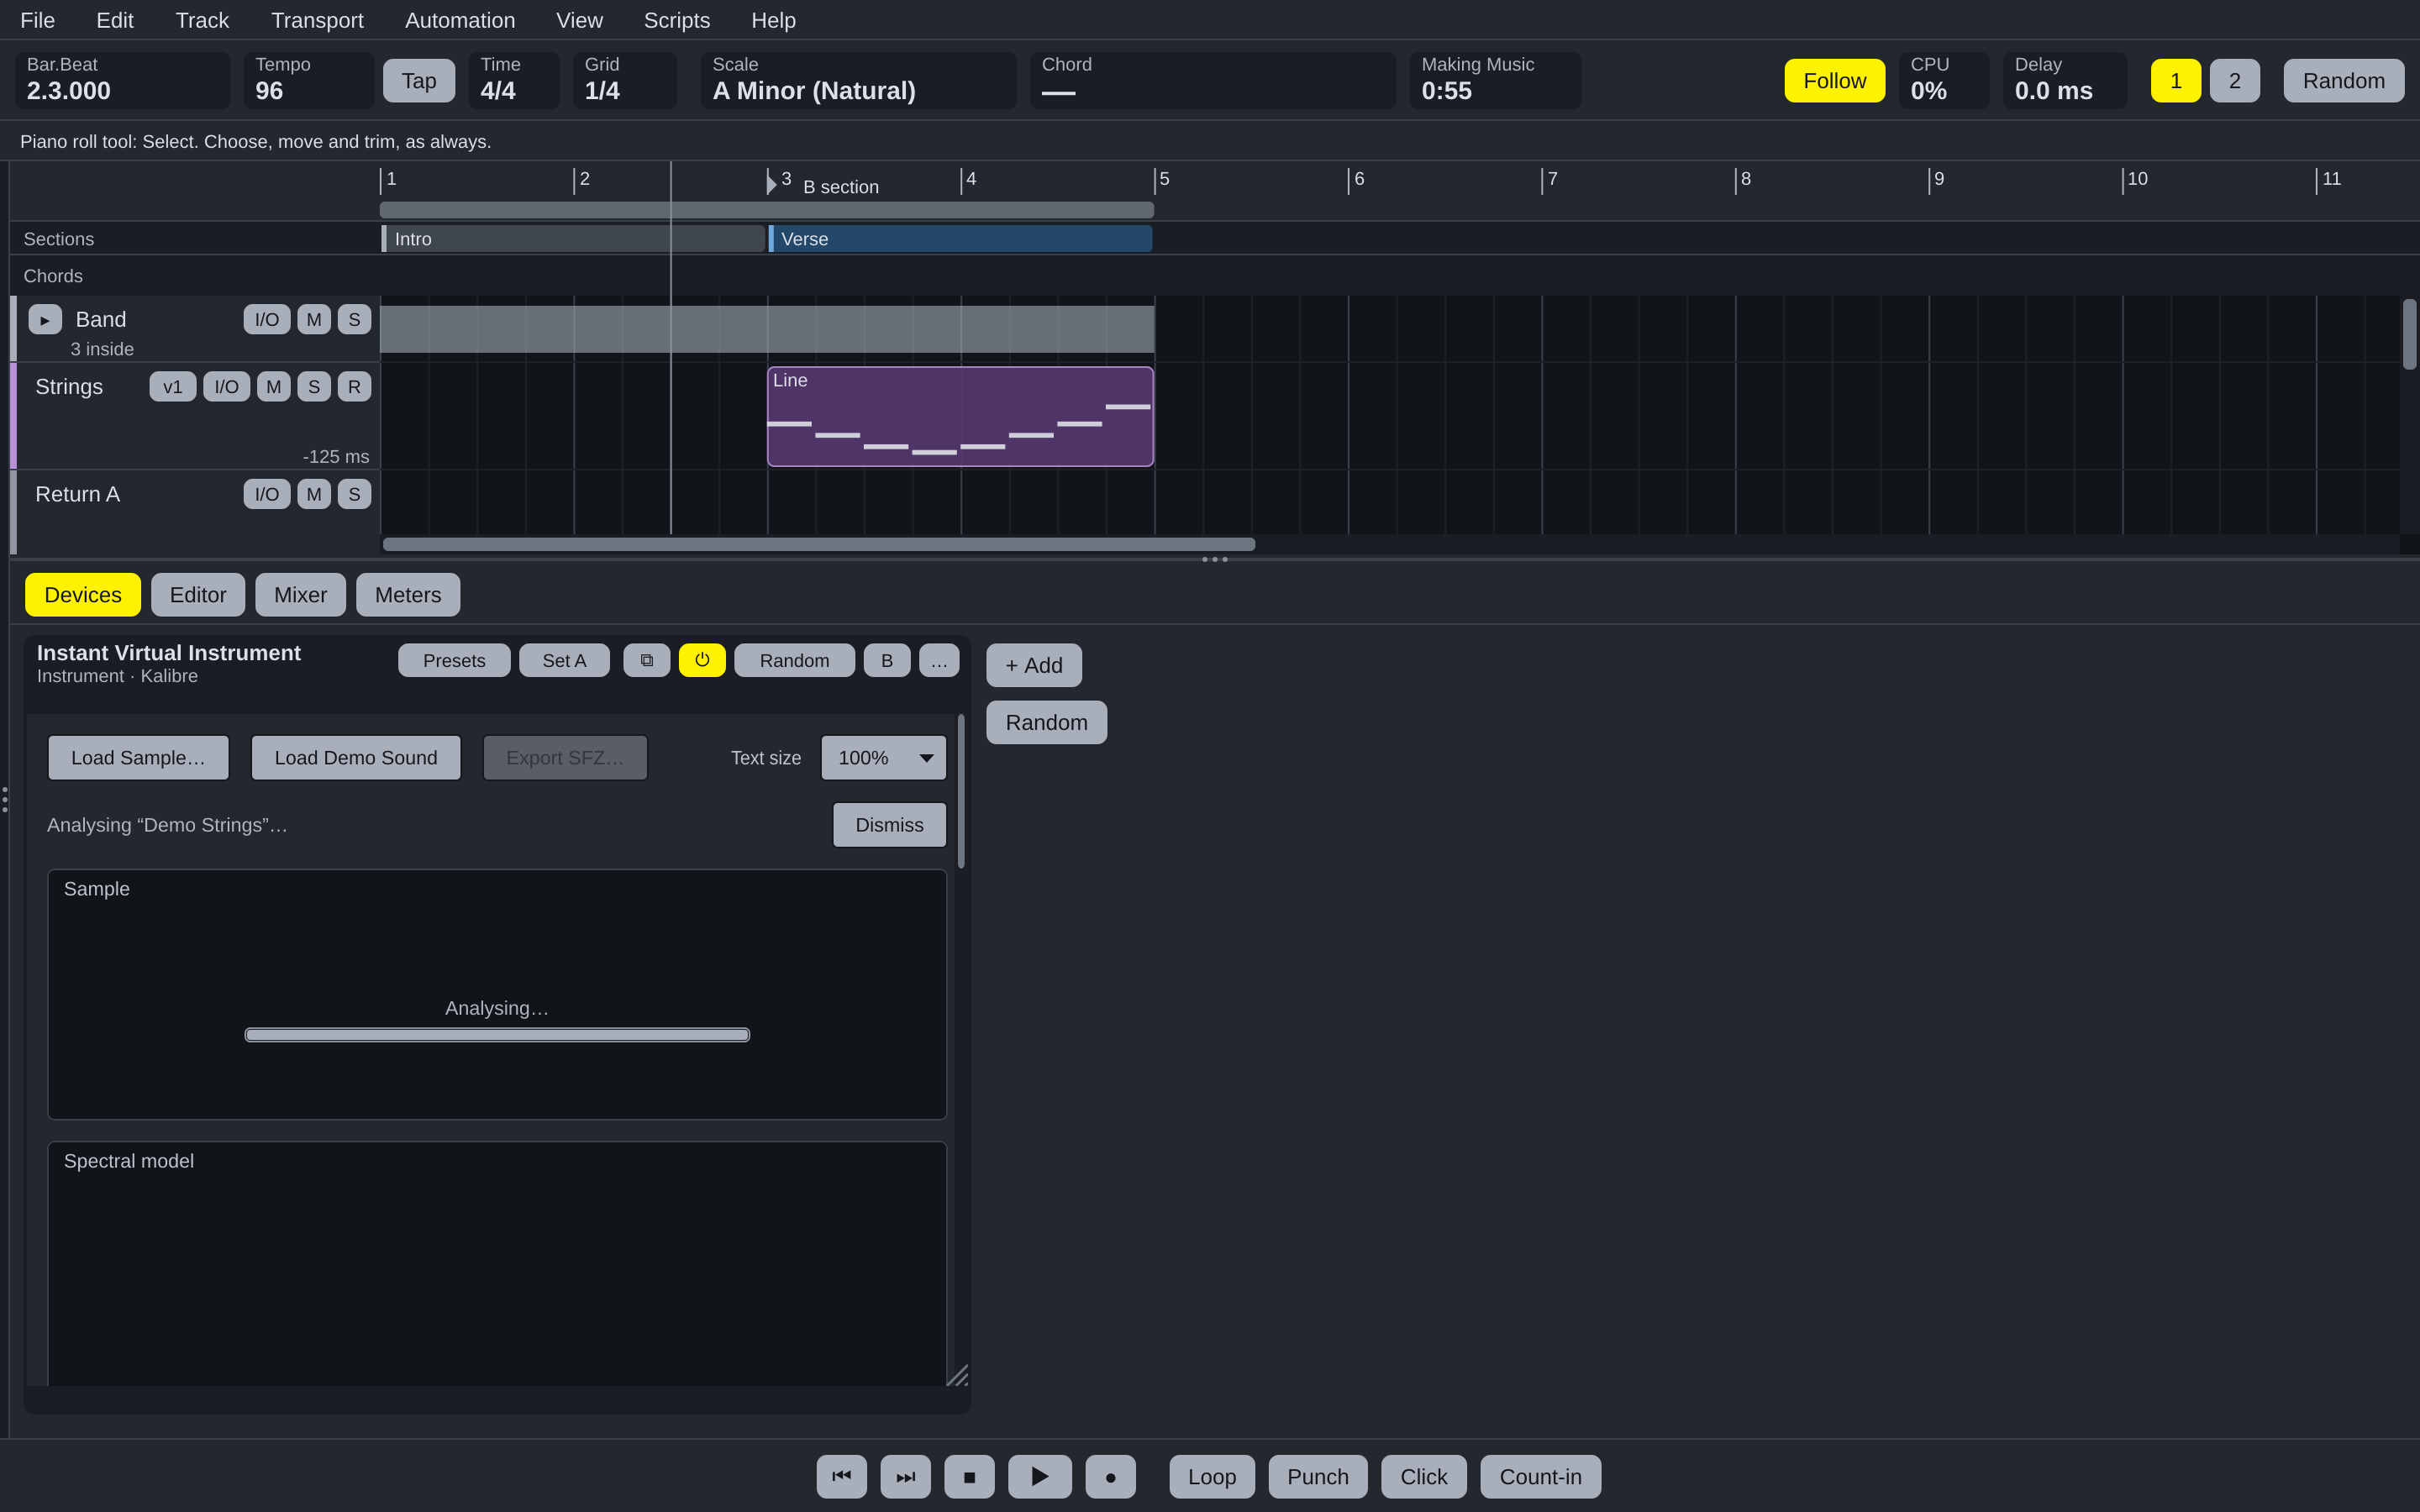 File Edit Track Transport Automation View Scripts Help
Bar.Beat Tempo Time Grid Scale Chord Making Music CPU Delay
2.3.000 96 Tap 4/4 1/4 A Minor (Natural) — 0:55 Follow 0% 0.0 ms 1 2 Random
Piano roll tool: Select. Choose, move and trim, as always.
1 2 3 B section 4 5 6 7 8 9 10 11
Sections Intro Verse
Chords
Band I/O M S
3 inside
Strings v1 I/O M S R Line
-125 ms
Return A I/O M S
Devices Editor Mixer Meters
Instant Virtual Instrument Presets Set A Random B … + Add
Instrument · Kalibre
Random
Load Sample… Load Demo Sound Export SFZ… Text size 100%
Analysing “Demo Strings”… Dismiss
Sample
Analysing…
Spectral model
Loop Punch Click Count-in